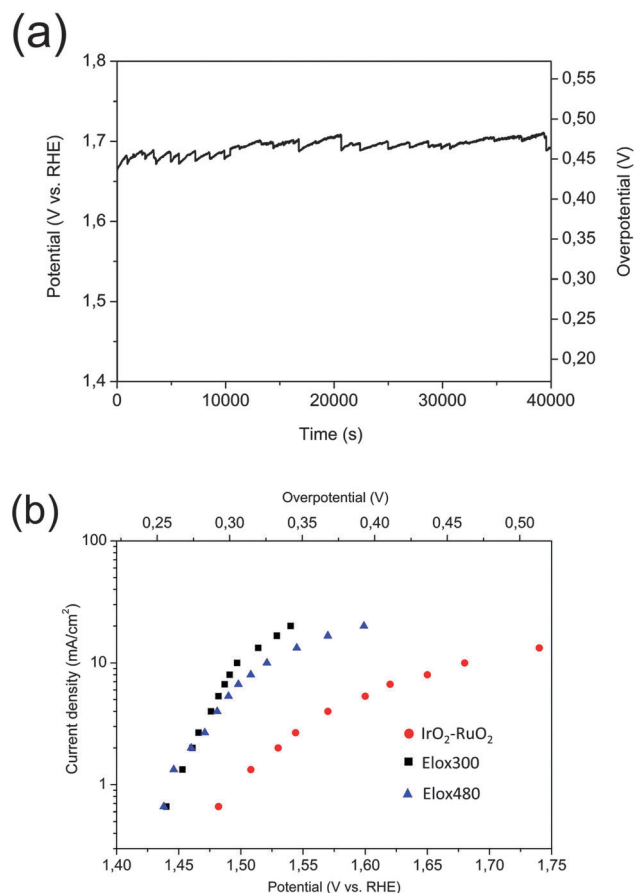 (a)
1,8
1,7
1,6
1,5
1,4
Potential (V vs. RHE)
0,55
0,50
0,45
0,40
0,35
0,30
0,25
0,20
Overpotential (V)
0 10000 20000 30000 40000
Time (s)
(b)
Overpotential (V)
0,25 0,30 0,35 0,40 0,45 0,50
100
10
1
Current density (mA/cm²)
IrO₂-RuO₂
Elox300
Elox480
1,40 1,45 1,50 1,55 1,60 1,65 1,70 1,75
Potential (V vs. RHE)